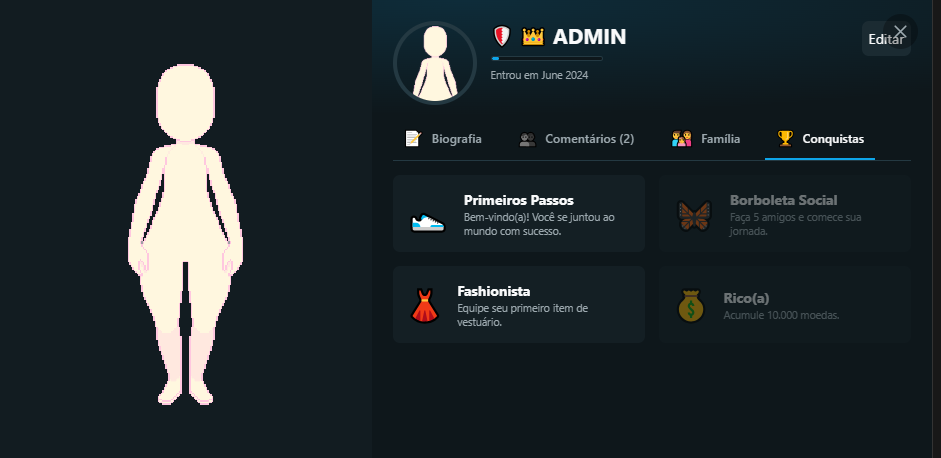 ADMIN
Editar
Entrou em June 2024
Biografia
Comentários (2)
Família
Conquistas
Primeiros Passos
Bem-vindo(a)! Você se juntou ao
mundo com sucesso.
Borboleta Social
Faça 5 amigos e comece sua
jornada.
Fashionista
Equipe seu primeiro item de
vestuário.
Rico(a)
Acumule 10.000 moedas.